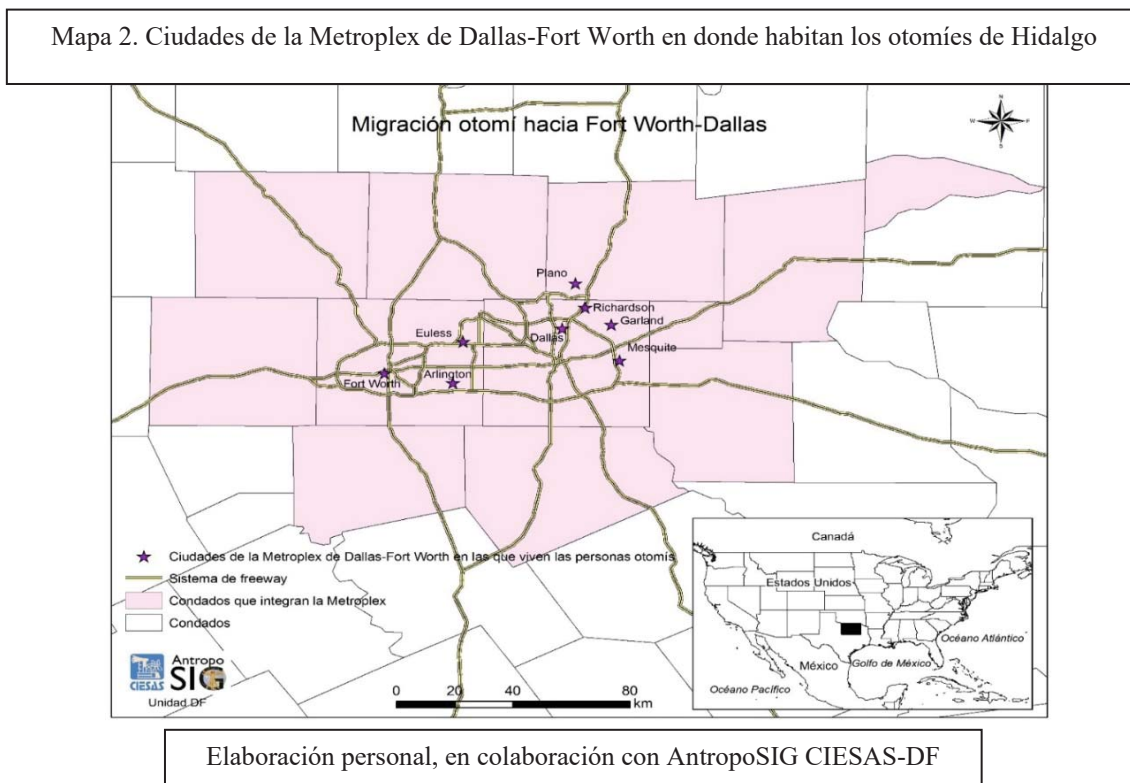 Mapa 2. Ciudades de la Metroplex de Dallas-Fort Worth en donde habitan los otomíes de Hidalgo
Migración otomí hacia Fort Worth-Dallas
N
W
E
S
Plano
Richardson
Garland
Euless
Dallas
Mesquite
Fort Worth
Arlington
Ciudades de la Metroplex de Dallas-Fort Worth en las que viven las personas otomís
Sistema de freeway
Condados que integran la Metroplex
Condados
CIESAS
Antropo
SIG
Unidad DF
0 20 40 80
km
Canadá
Estados Unidos
Océano Atlántico
México
Golfo de México
Océano Pacífico
Elaboración personal, en colaboración con AntropoSIG CIESAS-DF